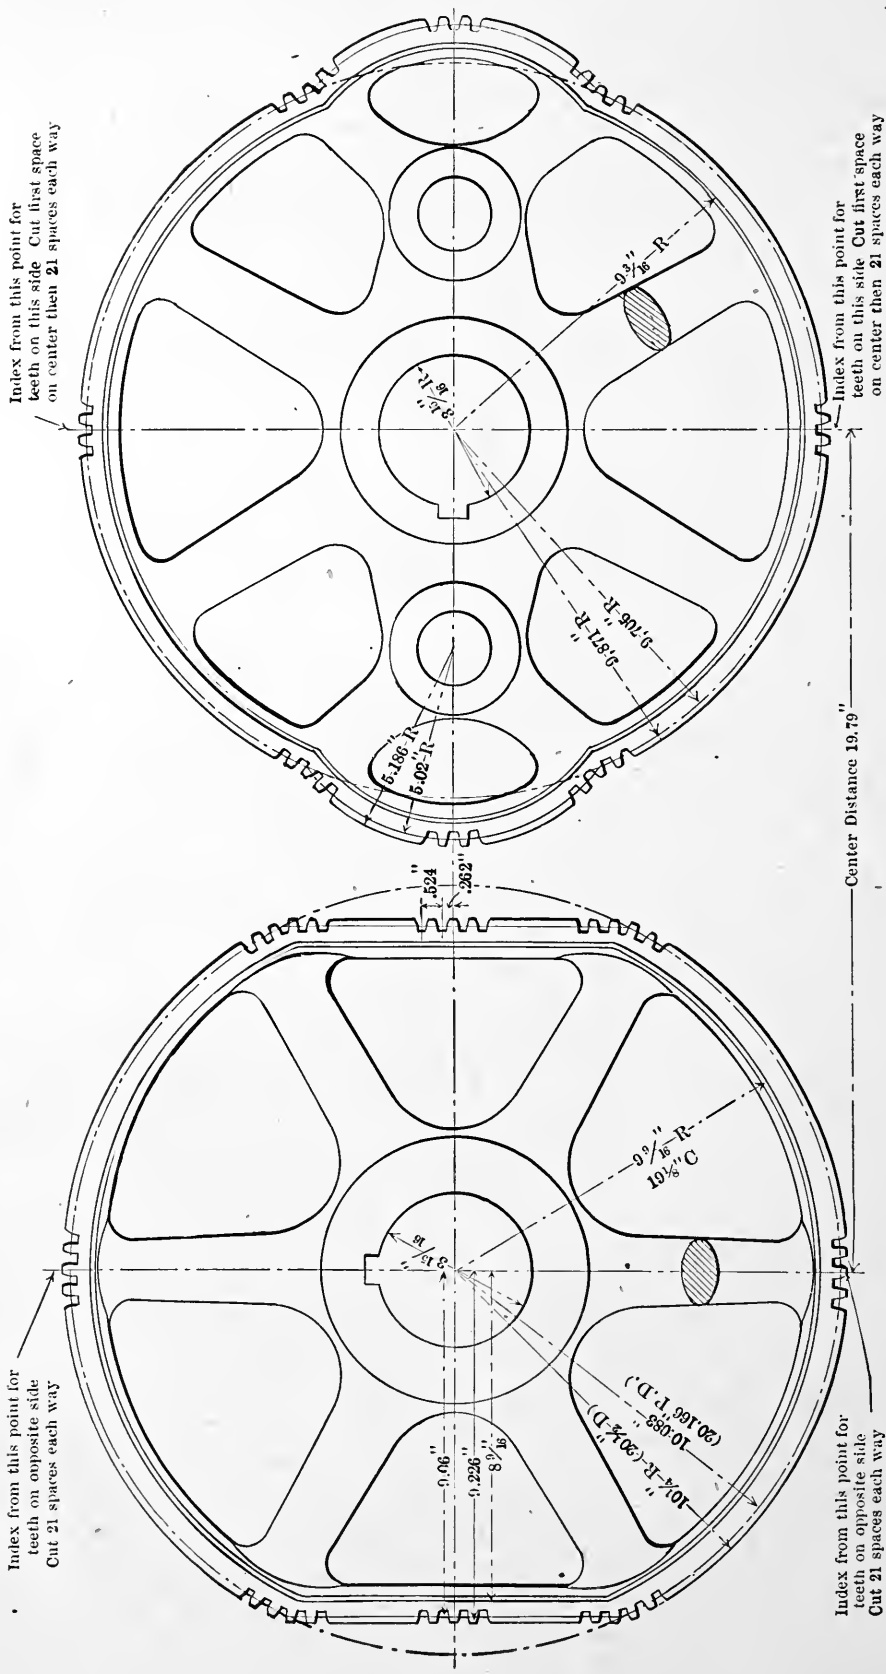 Index from this point for
teeth on this side Cut first space
on center then 21 spaces each way
9 3/16" R
3 15/16" R
9.871" R
9.706" R
5.186" R
5.02" R
Index from this point for
teeth on this side Cut first space
on center then 21 spaces each way
.524"
.262"
Center Distance 19.79"
Index from this point for
teeth on opposite side
Cut 21 spaces each way
9 9/16" R
19 1/8" C
3 15/16"
9.06"
9.226"
8 9/16"
10 1/4" R (20 1/2" D)
10.083"
(20.166" P.D.)
Index from this point for
teeth on opposite side
Cut 21 spaces each way